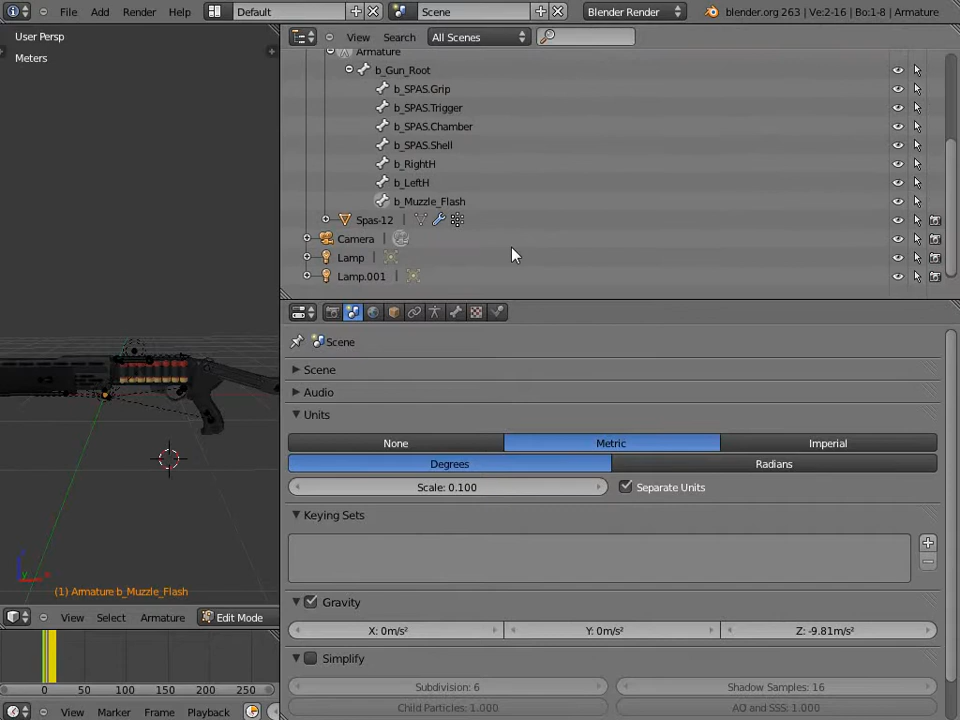 File Add Render Help Default Scene Blender Render blender.org 263 | Ve:2-16 | Bo:1-8 | Armature
User Persp
Meters
View Search All Scenes
Armature
b_Gun_Root
b_SPAS.Grip
b_SPAS.Trigger
b_SPAS.Chamber
b_SPAS.Shell
b_RightH
b_LeftH
b_Muzzle_Flash
Spas-12
Camera
Lamp
Lamp.001
Scene
Scene
Audio
Units
None Metric Imperial
Degrees Radians
Scale: 0.100 Separate Units
Keying Sets
Gravity
X: 0m/s² Y: 0m/s² Z: -9.81m/s²
Simplify
Subdivision: 6 Shadow Samples: 16
Child Particles: 1.000 AO and SSS: 1.000
(1) Armature b_Muzzle_Flash
View Select Armature Edit Mode
0 50 100 150 200 250
View Marker Frame Playback